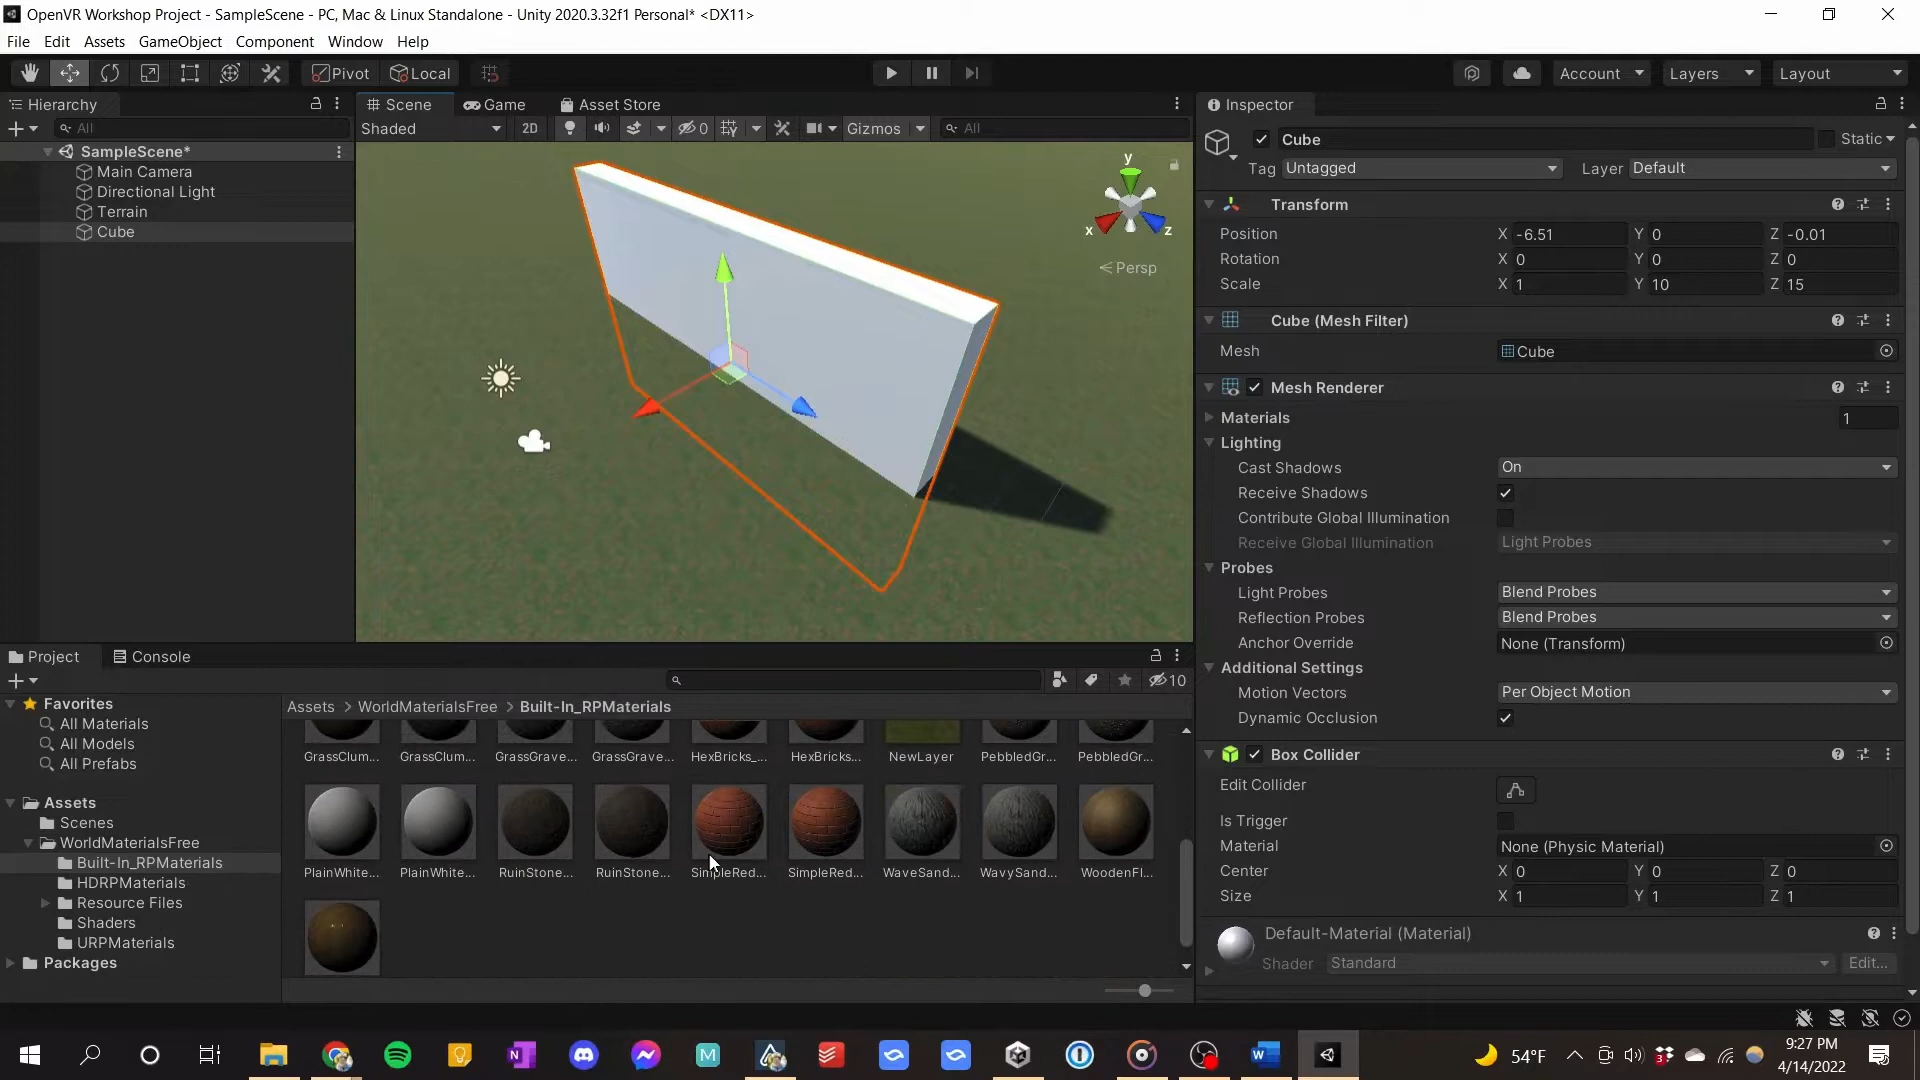 OpenVR Workshop Project - SampleScene - PC, Mac & Linux Standalone - Unity 2020.3.32f1 Personal* <DX11>
File Edit Assets GameObject Component Window Help
Pivot Local Account Layers Layout
Hierarchy
All
SampleScene*
Main Camera
Directional Light
Terrain
Cube
Scene Game Asset Store
Shaded 2D 0 Gizmos All
y
x z
Persp
Inspector
Cube Static
Tag Untagged Layer Default
Transform
Position X -6.51 Y 0 Z -0.01
Rotation X 0 Y 0 Z 0
Scale X 1 Y 10 Z 15
Cube (Mesh Filter)
Mesh Cube
Mesh Renderer
Materials 1
Lighting
Cast Shadows On
Receive Shadows
Contribute Global Illumination
Receive Global Illumination Light Probes
Probes
Light Probes Blend Probes
Reflection Probes Blend Probes
Anchor Override None (Transform)
Additional Settings
Motion Vectors Per Object Motion
Dynamic Occlusion
Box Collider
Edit Collider
Is Trigger
Material None (Physic Material)
Center X 0 Y 0 Z 0
Size X 1 Y 1 Z 1
Default-Material (Material)
Shader Standard Edit...
Project Console
10
Favorites
All Materials
All Models
All Prefabs
Assets
Scenes
WorldMaterialsFree
Built-In_RPMaterials
HDRPMaterials
Resource Files
Shaders
URPMaterials
Packages
Assets > WorldMaterialsFree > Built-In_RPMaterials
GrassClum... GrassClum... GrassGrave... GrassGrave... HexBricks_... HexBricks... NewLayer PebbledGr... PebbledGr...
PlainWhite... PlainWhite... RuinStone... RuinStone... SimpleRed... SimpleRed... WaveSand... WavySand... WoodenFl...
54°F
9:27 PM
4/14/2022